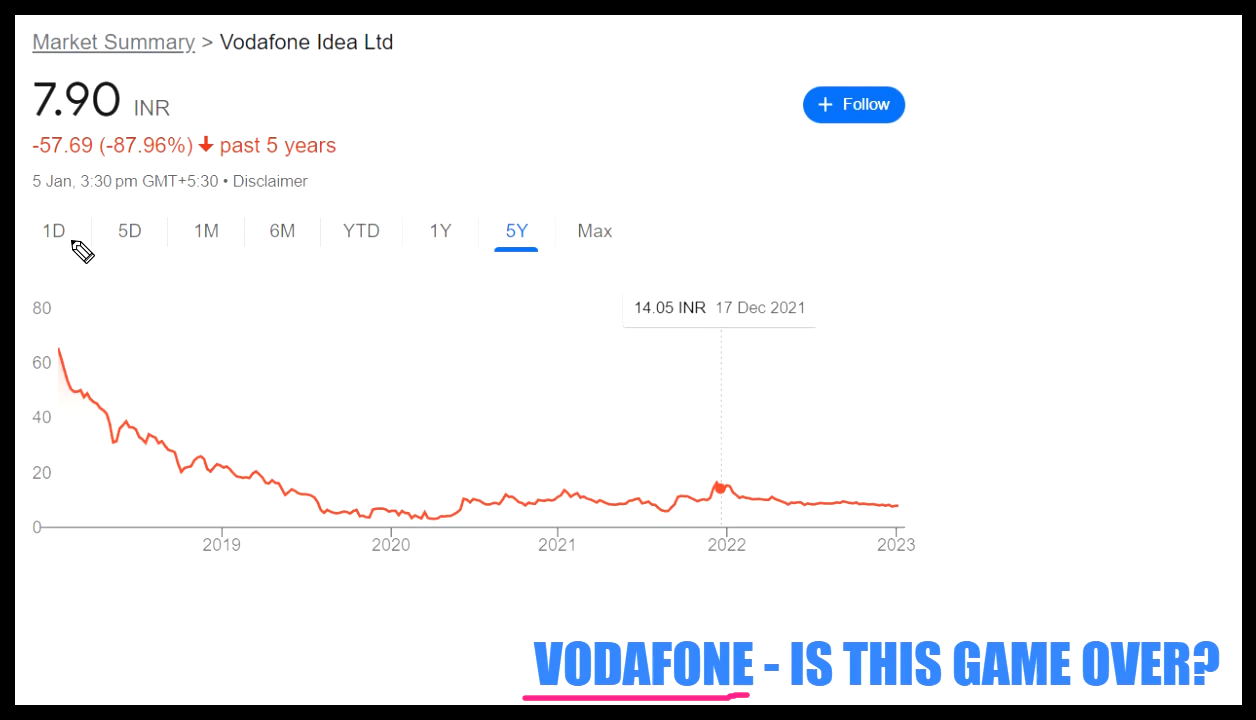 Market Summary > Vodafone Idea Ltd
7.90 INR
+ Follow
-57.69 (-87.96%) ↓ past 5 years
5 Jan, 3:30 pm GMT+5:30 • Disclaimer
1D 5D 1M 6M YTD 1Y 5Y Max
14.05 INR 17 Dec 2021
80
60
40
20
0
2019 2020 2021 2022 2023
VODAFONE - IS THIS GAME OVER?